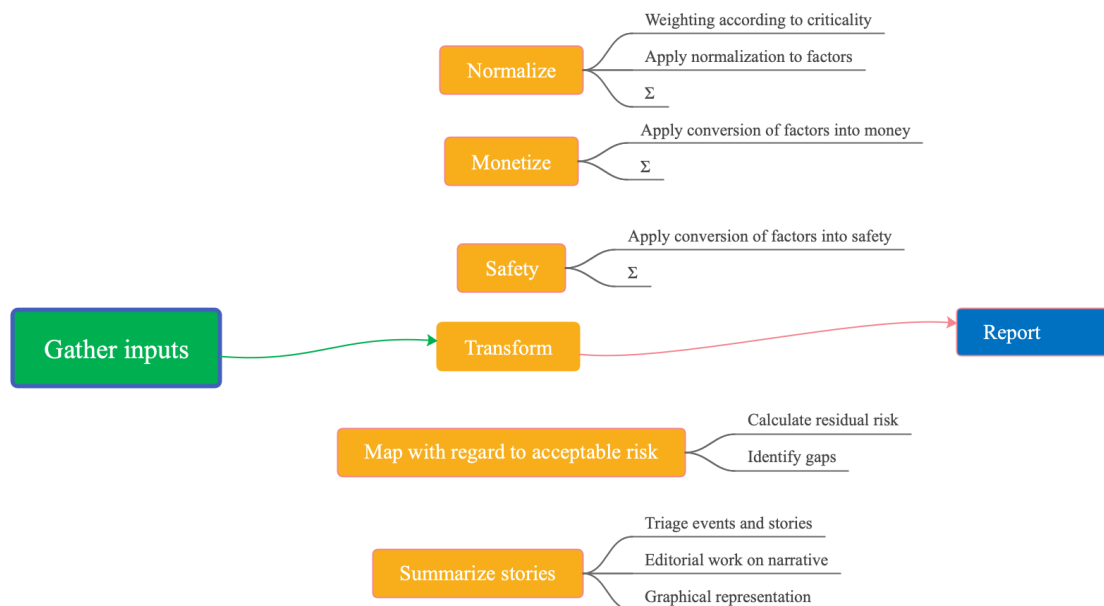 Normalize
Weighting according to criticality
Apply normalization to factors
Σ
Monetize
Apply conversion of factors into money
Σ
Safety
Apply conversion of factors into safety
Σ
Gather inputs
Transform
Report
Map with regard to acceptable risk
Calculate residual risk
Identify gaps
Summarize stories
Triage events and stories
Editorial work on narrative
Graphical representation